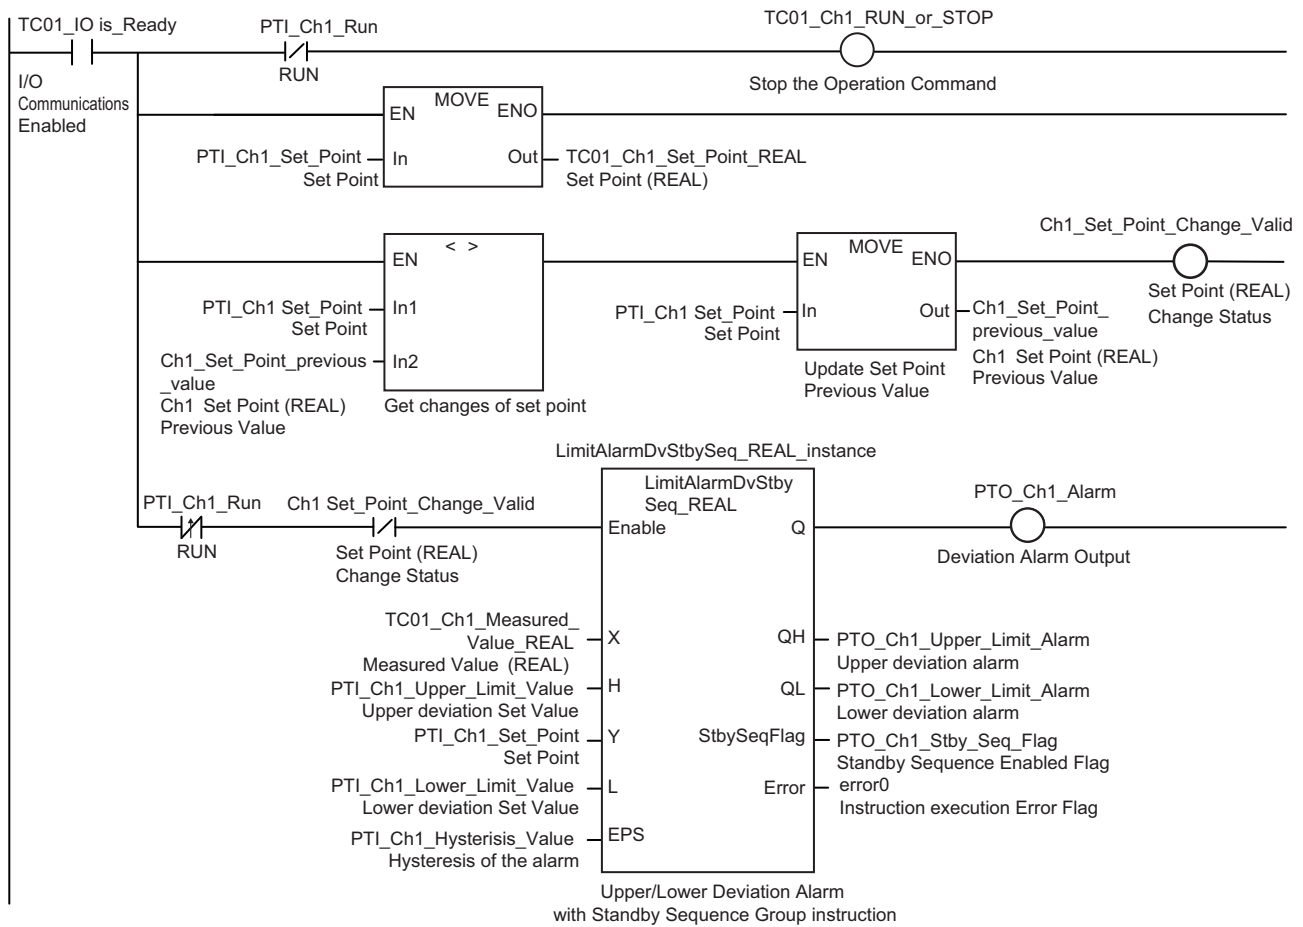 TC01_IO is_Ready
PTI_Ch1_Run
TC01_Ch1_RUN_or_STOP
I/O
Communications
Enabled
RUN
Stop the Operation Command
MOVE
EN
ENO
PTI_Ch1_Set_Point
Set Point
In
Out
TC01_Ch1_Set_Point_REAL
Set Point (REAL)
< >
EN
PTI_Ch1 Set_Point
Set Point
In1
Ch1_Set_Point_previous
_value
Ch1 Set Point (REAL)
Previous Value
In2
Get changes of set point
MOVE
EN
ENO
PTI_Ch1 Set_Point
Set Point
In
Out
Ch1_Set_Point_
previous_value
Ch1 Set Point (REAL)
Previous Value
Update Set Point
Previous Value
Ch1_Set_Point_Change_Valid
Set Point (REAL)
Change Status
LimitAlarmDvStbySeq_REAL_instance
PTI_Ch1_Run
RUN
Ch1 Set_Point_Change_Valid
Set Point (REAL)
Change Status
LimitAlarmDvStby
Seq_REAL
Enable
Q
PTO_Ch1_Alarm
Deviation Alarm Output
TC01_Ch1_Measured_
Value_REAL
Measured Value (REAL)
X
QH
PTO_Ch1_Upper_Limit_Alarm
Upper deviation alarm
PTI_Ch1_Upper_Limit_Value
Upper deviation Set Value
H
QL
PTO_Ch1_Lower_Limit_Alarm
Lower deviation alarm
PTI_Ch1_Set_Point
Set Point
Y
StbySeqFlag
PTO_Ch1_Stby_Seq_Flag
Standby Sequence Enabled Flag
PTI_Ch1_Lower_Limit_Value
Lower deviation Set Value
L
Error
error0
Instruction execution Error Flag
PTI_Ch1_Hysterisis_Value
Hysteresis of the alarm
EPS
Upper/Lower Deviation Alarm
with Standby Sequence Group instruction